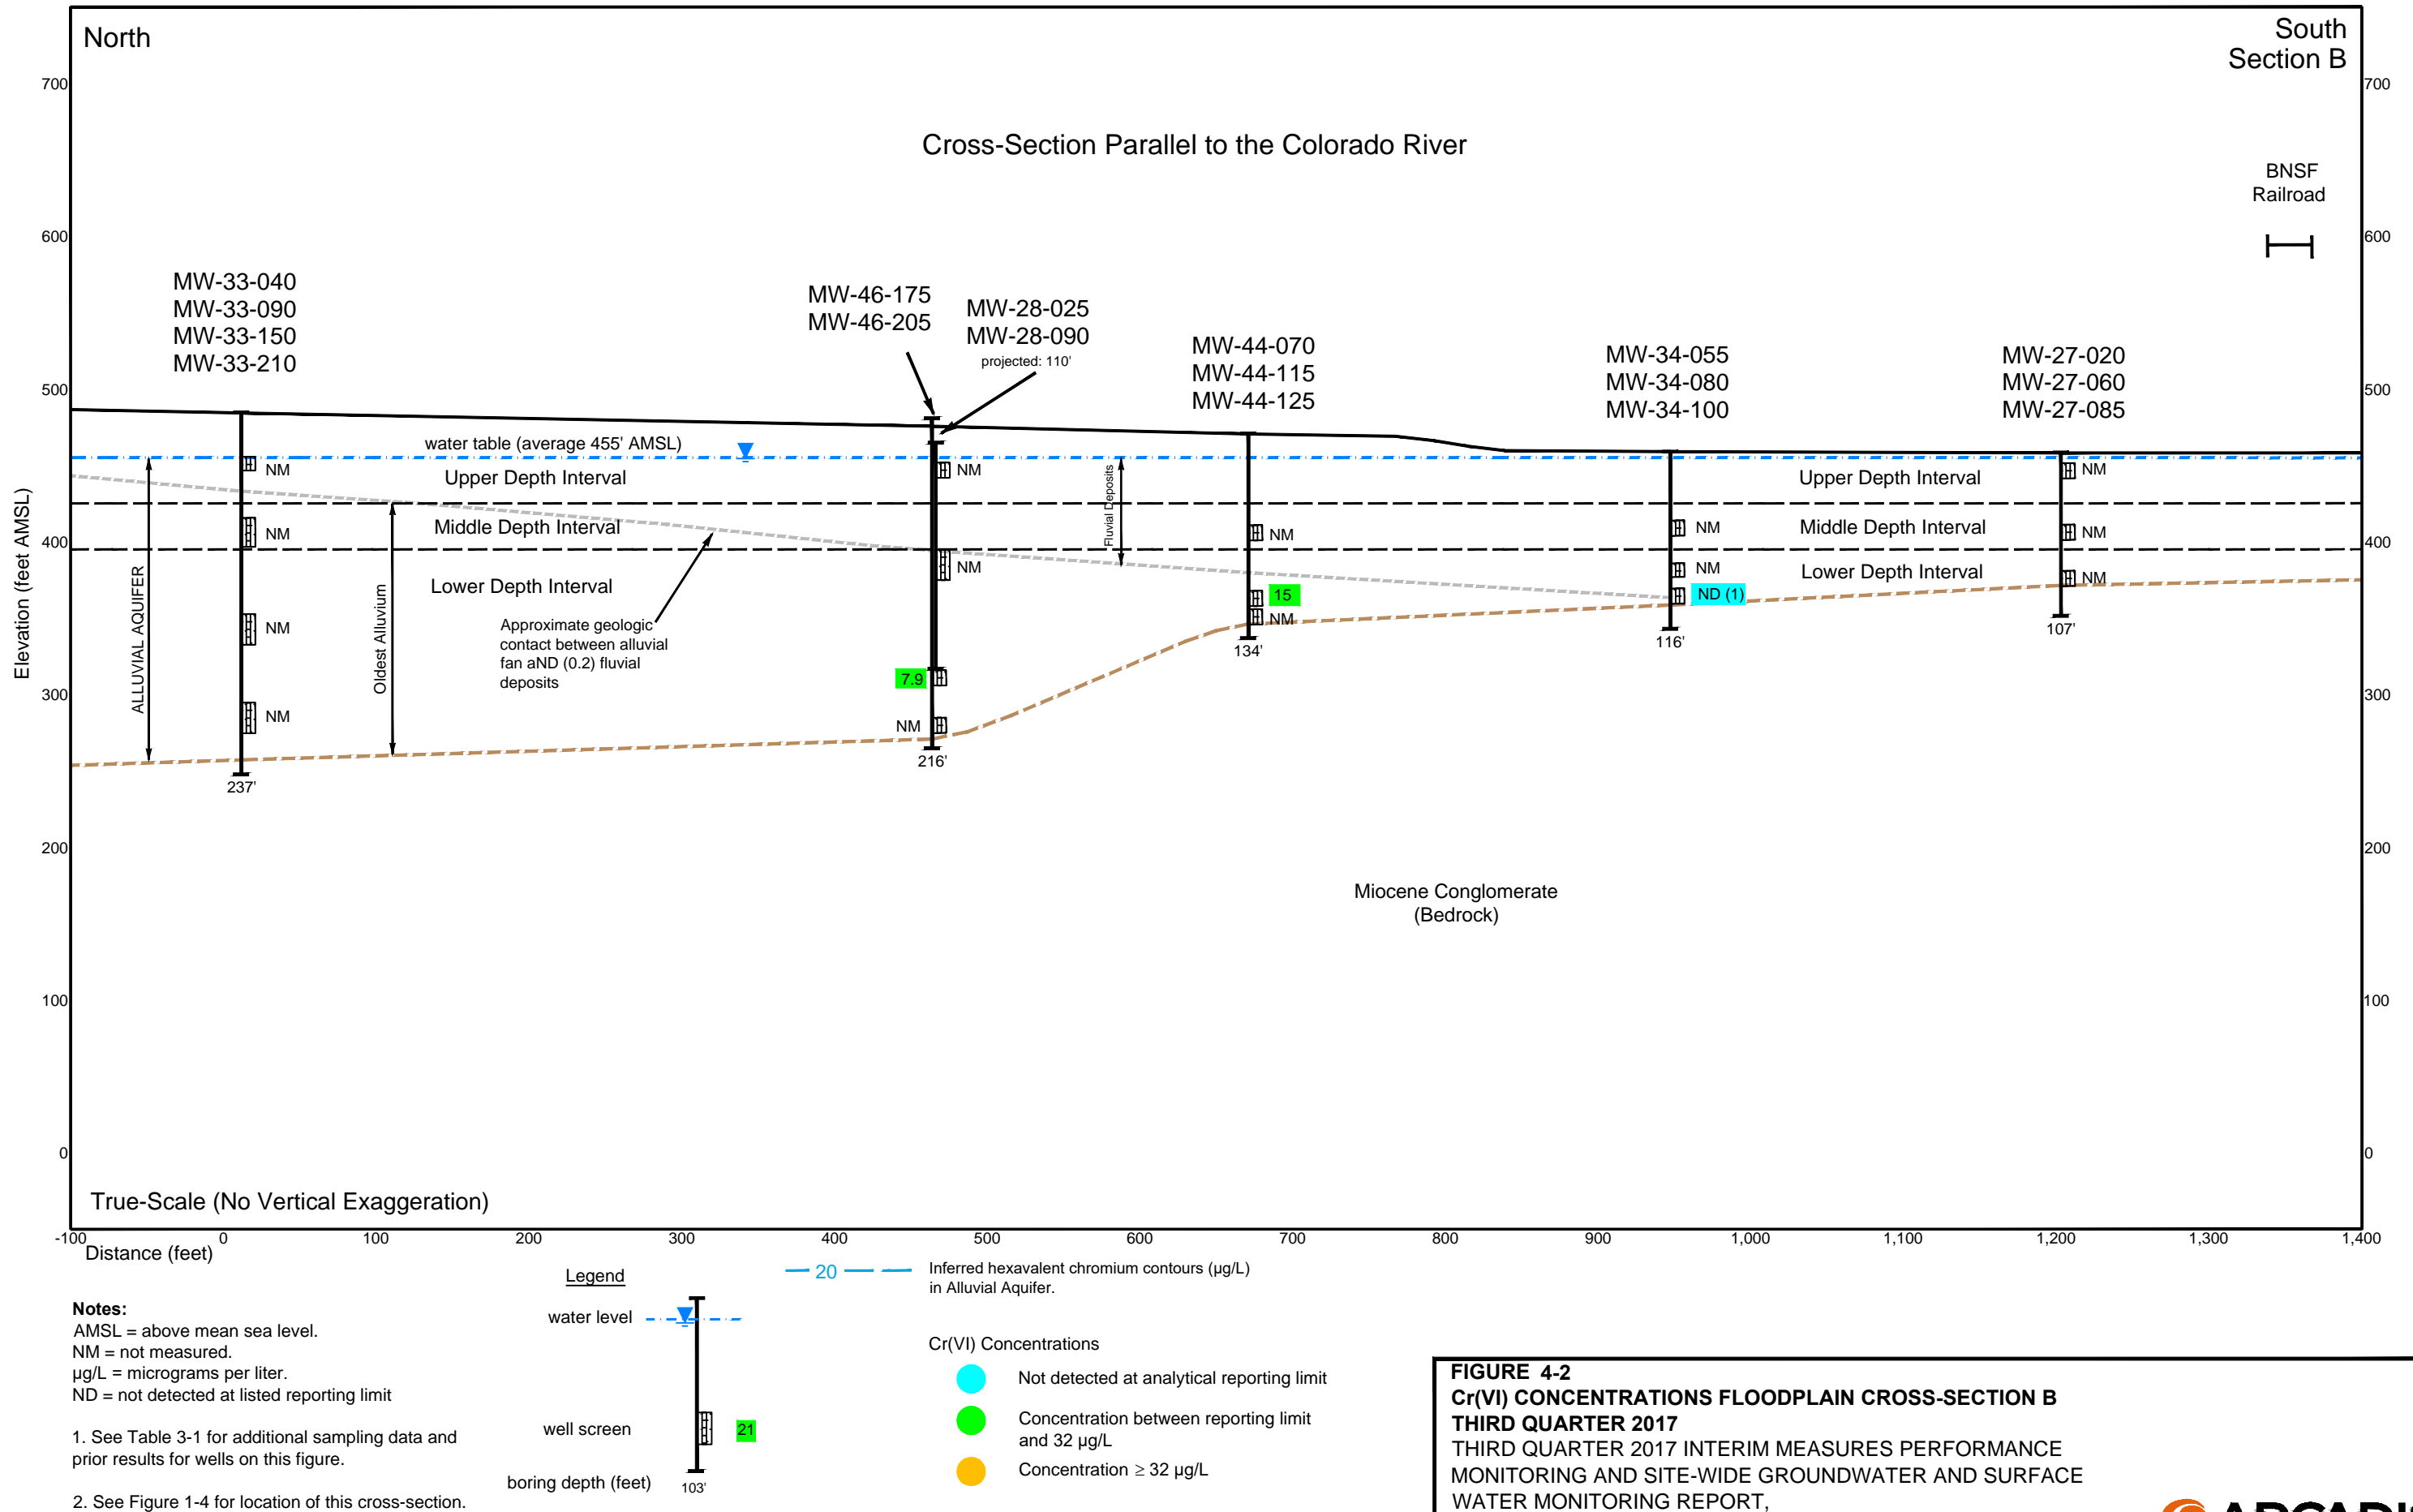 North
South
Section B
Cross-Section Parallel to the Colorado River
BNSF
Railroad
700
600
500
400
300
200
100
0
Elevation (feet AMSL)
700
600
500
400
300
200
100
0
MW-33-040
MW-33-090
MW-33-150
MW-33-210
MW-46-175
MW-46-205
MW-28-025
MW-28-090
projected: 110'
MW-44-070
MW-44-115
MW-44-125
MW-34-055
MW-34-080
MW-34-100
MW-27-020
MW-27-060
MW-27-085
water table (average 455' AMSL)
Upper Depth Interval
Middle Depth Interval
Lower Depth Interval
Upper Depth Interval
Middle Depth Interval
Lower Depth Interval
ALLUVIAL AQUIFER
Oldest Alluvium
Fluvial Deposits
Approximate geologic
contact between alluvial
fan aND (0.2) fluvial
deposits
NM
NM
NM
NM
237'
NM
NM
7.9
NM
216'
NM
15
NM
134'
NM
NM
ND (1)
116'
NM
NM
NM
107'
Miocene Conglomerate
(Bedrock)
True-Scale (No Vertical Exaggeration)
-100 0 100 200 300 400 500 600 700 800 900 1,000 1,100 1,200 1,300 1,400
Distance (feet)
Notes:
AMSL = above mean sea level.
NM = not measured.
µg/L = micrograms per liter.
ND = not detected at listed reporting limit
1. See Table 3-1 for additional sampling data and
prior results for wells on this figure.
2. See Figure 1-4 for location of this cross-section.
Legend
water level
well screen
21
boring depth (feet)
103'
20
Inferred hexavalent chromium contours (µg/L)
in Alluvial Aquifer.
Cr(VI) Concentrations
Not detected at analytical reporting limit
Concentration between reporting limit
and 32 µg/L
Concentration ≥ 32 µg/L
FIGURE 4-2
Cr(VI) CONCENTRATIONS FLOODPLAIN CROSS-SECTION B
THIRD QUARTER 2017
THIRD QUARTER 2017 INTERIM MEASURES PERFORMANCE
MONITORING AND SITE-WIDE GROUNDWATER AND SURFACE
WATER MONITORING REPORT,